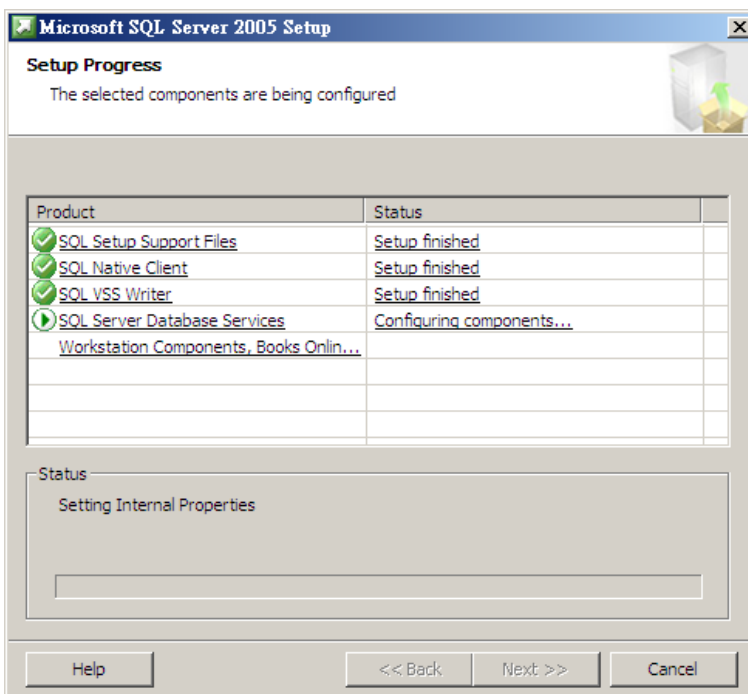 Microsoft SQL Server 2005 Setup
Setup Progress
The selected components are being configured
Product Status
SQL Setup Support Files Setup finished
SQL Native Client Setup finished
SQL VSS Writer Setup finished
SQL Server Database Services Configuring components...
Workstation Components, Books Onlin...
Status
Setting Internal Properties
Help << Back Next >> Cancel